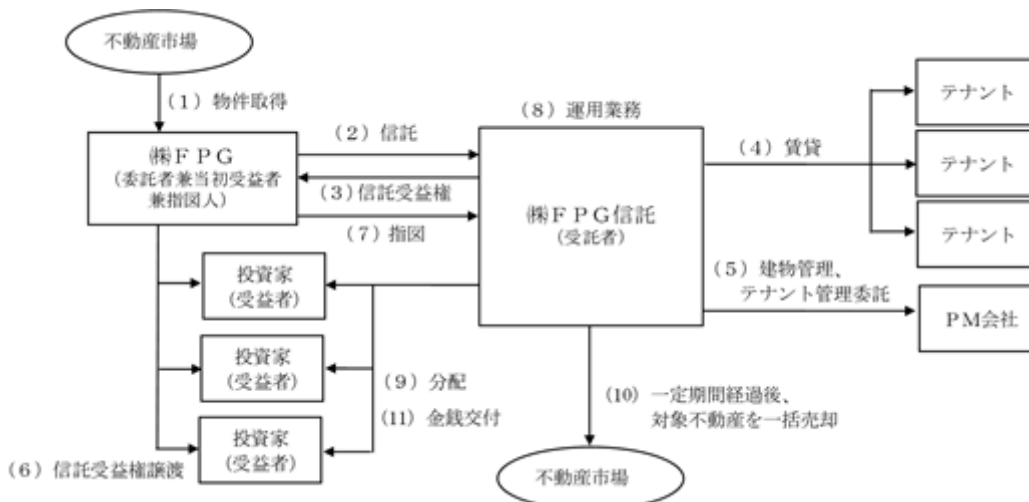 不動産市場
(1) 物件取得
㈱ＦＰＧ
(委託者兼当初受益者
兼指図人)
(2) 信託
(3) 信託受益権
(7) 指図
(8) 運用業務
㈱ＦＰＧ信託
(受託者)
(4) 賃貸
テナント
テナント
テナント
(5) 建物管理、
テナント管理委託
ＰＭ会社
投資家
(受益者)
投資家
(受益者)
投資家
(受益者)
(6) 信託受益権譲渡
(9) 分配
(11) 金銭交付
(10) 一定期間経過後、
対象不動産を一括売却
不動産市場